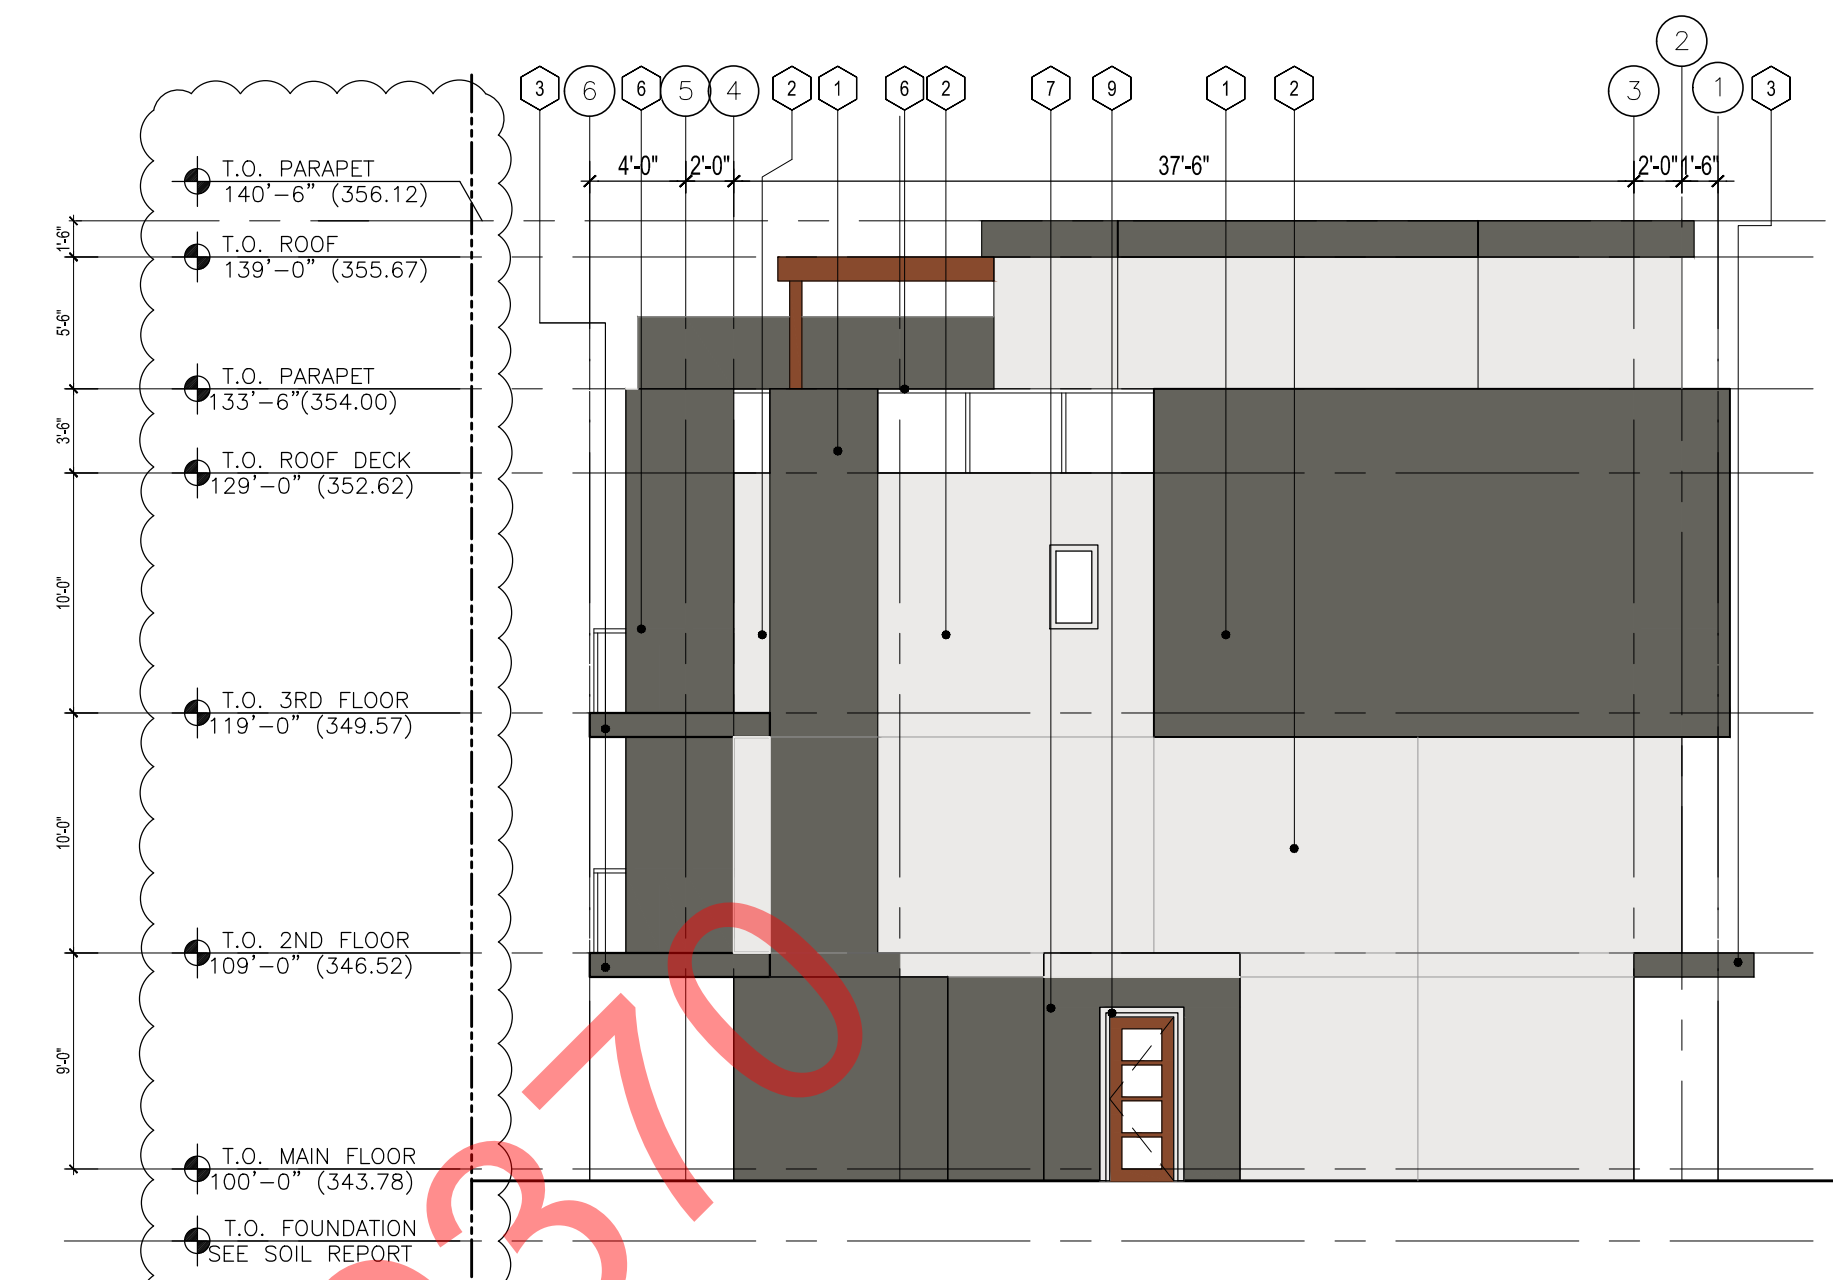 2
3 6 6 5 4 2 1 6 2 7 9 1 2 3 1 3
4'-0" 2'-0" 37'-6" 2'-0" 1'-6"
T.O. PARAPET
140'-6" (356.12)
1'-6"
T.O. ROOF
139'-0" (355.67)
5'-6"
T.O. PARAPET
133'-6"(354.00)
3'-6"
T.O. ROOF DECK
129'-0" (352.62)
10'-0"
T.O. 3RD FLOOR
119'-0" (349.57)
10'-0"
T.O. 2ND FLOOR
109'-0" (346.52)
9'-0"
T.O. MAIN FLOOR
100'-0" (343.78)
T.O. FOUNDATION
SEE SOIL REPORT
370